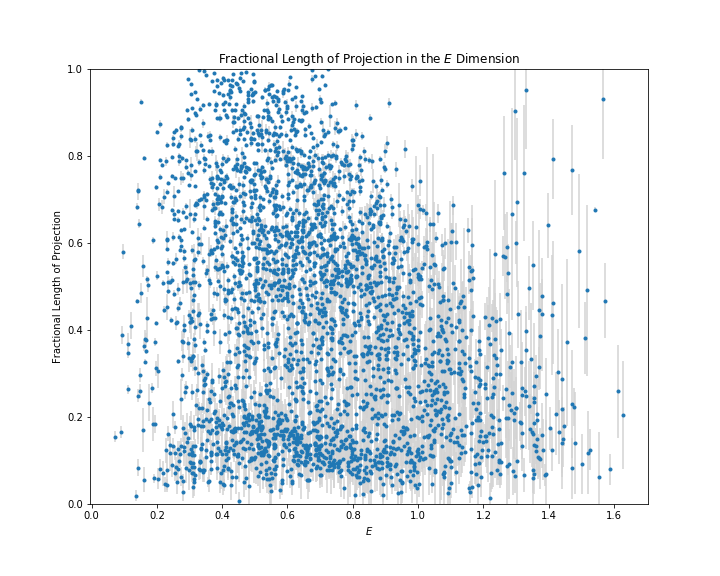 Fractional Length of Projection in the E Dimension
1.0
0.8
0.6
0.4
0.2
0.0
Fractional Length of Projection
0.0 0.2 0.4 0.6 0.8 1.0 1.2 1.4 1.6
E